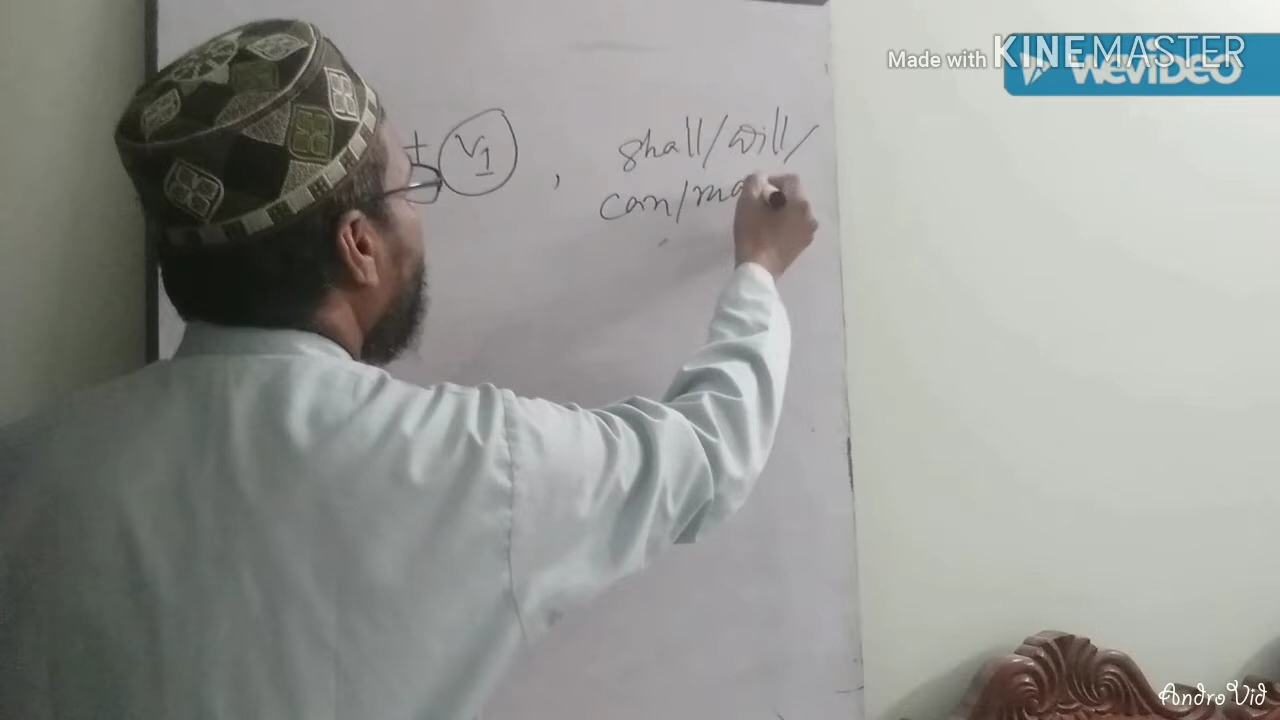 Made with KINEMASTER
WeVideo
+ V1 , shall/will/
can/ma
AndroVid